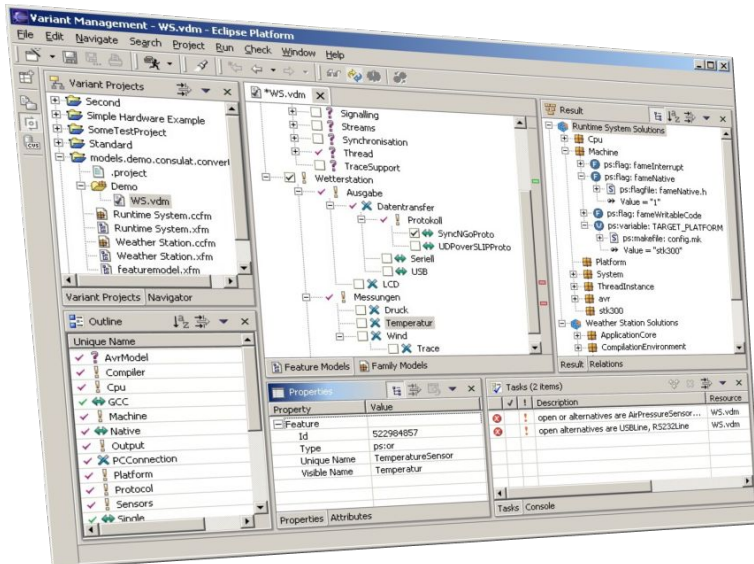 Variant Management - WS.vdm - Eclipse Platform
File Edit Navigate Search Project Run Check Window Help
Variant Projects
Second
Simple Hardware Example
SomeTestProject
Standard
models.demo.consulat.convert
.project
Demo
WS.vdm
Runtime System.ccfm
Runtime System.xfm
Weather Station.ccfm
Weather Station.xfm
featuremodel.xfm
Variant Projects Navigator
Outline
Unique Name
AvrModel
Compiler
Cpu
GCC
Machine
Native
Output
PCConnection
Platform
Protocol
Sensors
Single
*WS.vdm
Signalling
Streams
Synchronisation
Thread
TraceSupport
Wetterstation
Ausgabe
Datentransfer
Protokoll
SyncNGoProto
UDPoverSLIPProto
Seriell
USB
LCD
Messungen
Druck
Temperatur
Wind
Trace
Feature Models Family Models
Properties
Property Value
Feature
Id 522984857
Type ps:or
Unique Name TemperatureSensor
Visible Name Temperatur
Properties Attributes
Result
Runtime System Solutions
Cpu
Machine
ps:flag: fameInterrupt
ps:flag: fameNative
ps:flagfile: fameNative.h
Value = "1"
ps:flag: fameWritableCode
ps:variable: TARGET_PLATFORM
ps:makefile: config.mk
Value = "stk300"
Platform
System
ThreadInstance
avr
stk300
Weather Station Solutions
ApplicationCore
CompilationEnvironment
Result Relations
Tasks (2 items)
! Description Resource
! open or alternatives are AirPressureSensor... WS.vdm
! open alternatives are USBLine, RS232Line WS.vdm
Tasks Console